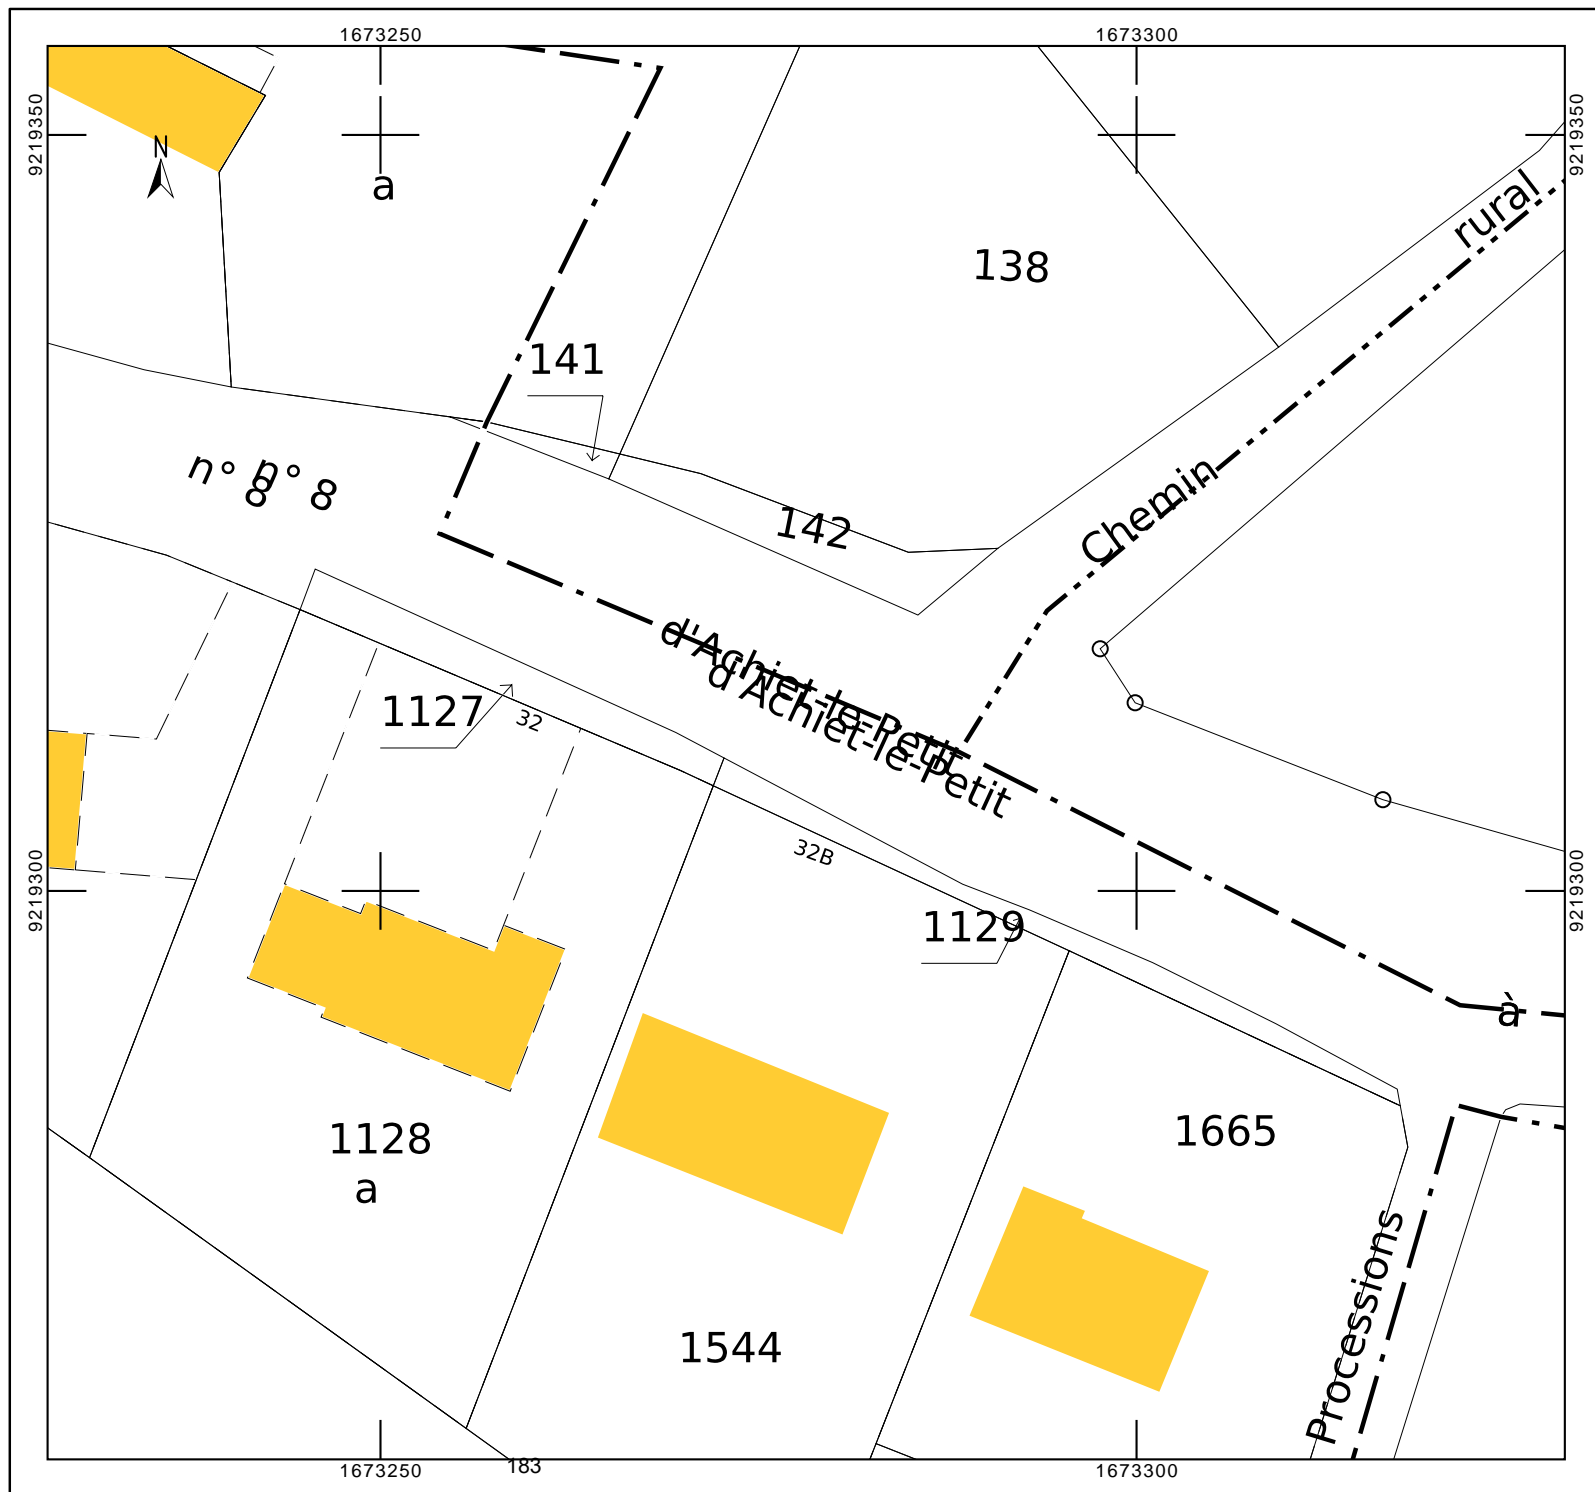 1673250
1673300
9219350
9219350
N
a
rural
138
141
n° 8
n° 8
142
Chemin
d'Achiet-le-Petit
d'Achiet-le-Petit
1127
32
32B
9219300
9219300
1129
à
1128
a
1665
Processions
1544
183
1673250
1673300